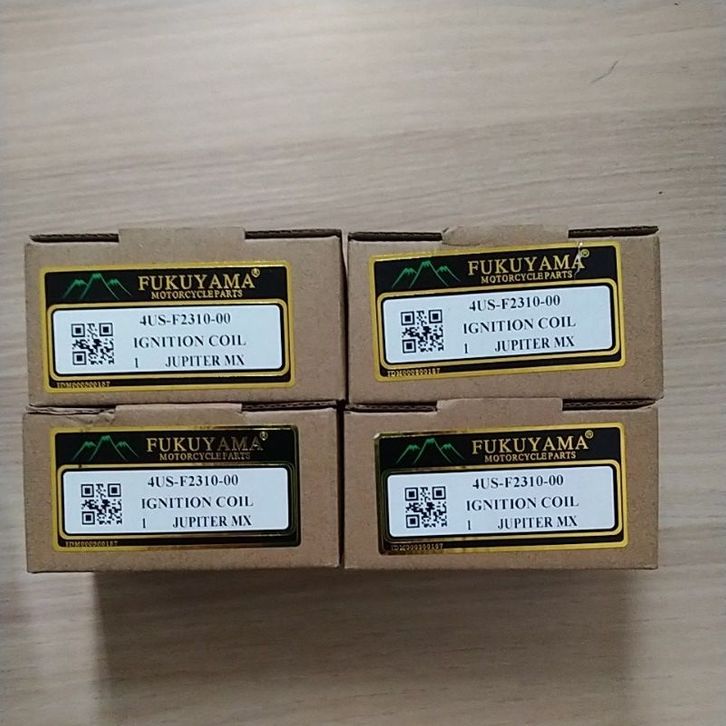 FUKUYAMA®
MOTORCYCLE PARTS
4US-F2310-00
IGNITION COIL
1 JUPITER MX
IDM000200187
FUKUYAMA®
MOTORCYCLE PARTS
4US-F2310-00
IGNITION COIL
1 JUPITER MX
IDM000200187
FUKUYAMA®
MOTORCYCLE PARTS
4US-F2310-00
IGNITION COIL
1 JUPITER MX
FUKUYAMA®
MOTORCYCLE PARTS
4US-F2310-00
IGNITION COIL
1 JUPITER MX